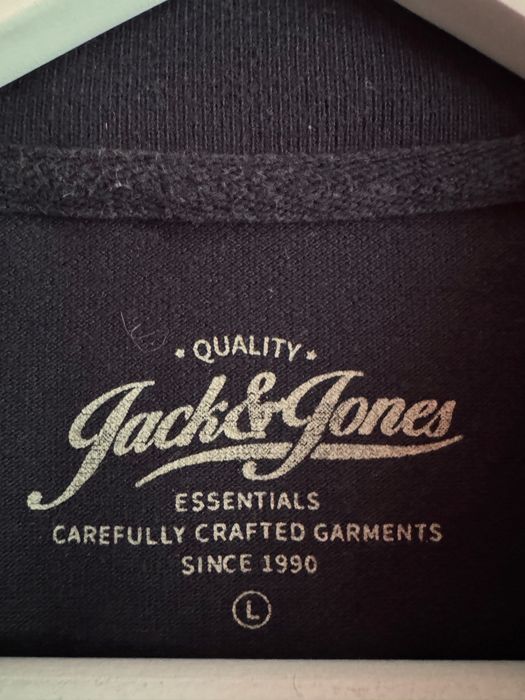 QUALITY
Jack&Jones
ESSENTIALS
CAREFULLY CRAFTED GARMENTS
SINCE 1990
L